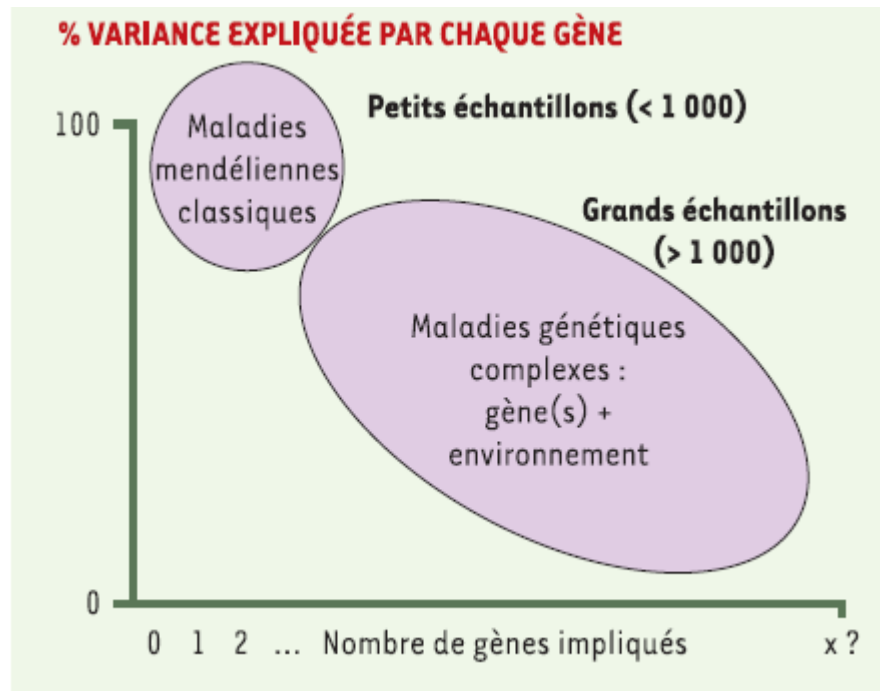 % VARIANCE EXPLIQUÉE PAR CHAQUE GÈNE
100
Maladies
mendéliennes
classiques
Petits échantillons (< 1 000)
Grands échantillons
(> 1 000)
Maladies génétiques
complexes :
gène(s) +
environnement
0
0 1 2 ... Nombre de gènes impliqués x ?